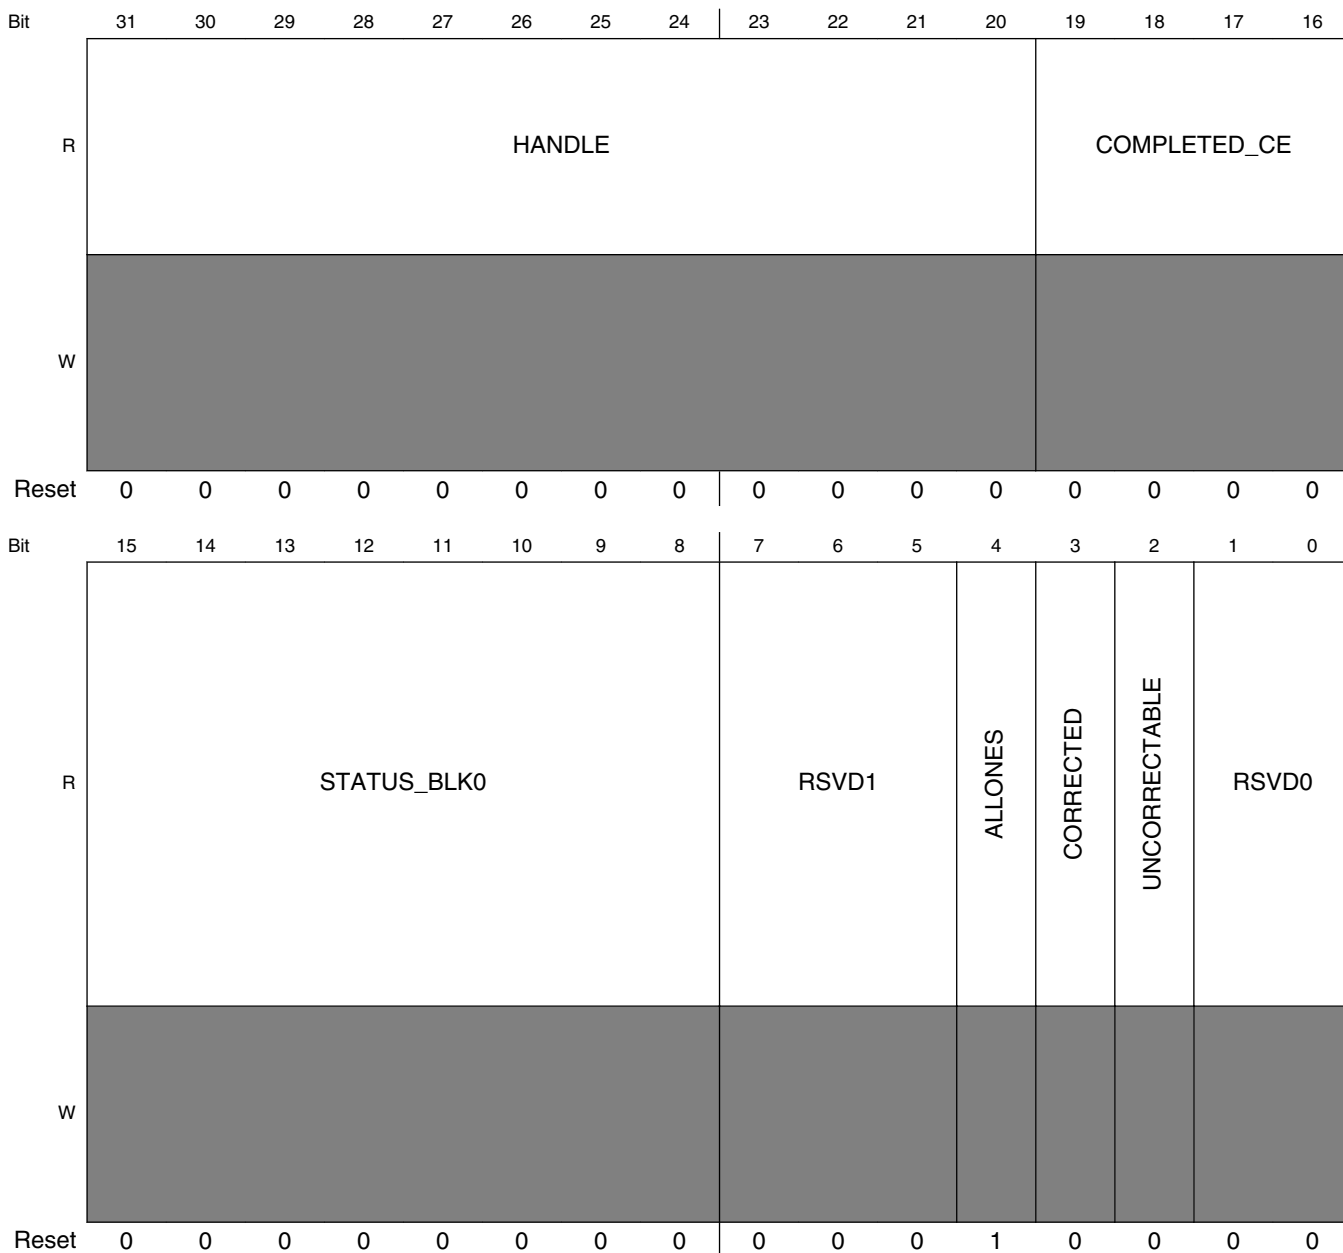 Bit 31 30 29 28 27 26 25 24 23 22 21 20 19 18 17 16
R HANDLE COMPLETED_CE
W
Reset 0 0 0 0 0 0 0 0 0 0 0 0 0 0 0 0
Bit 15 14 13 12 11 10 9 8 7 6 5 4 3 2 1 0
R STATUS_BLK0 RSVD1 ALLONES CORRECTED UNCORRECTABLE RSVD0
W
Reset 0 0 0 0 0 0 0 0 0 0 0 1 0 0 0 0